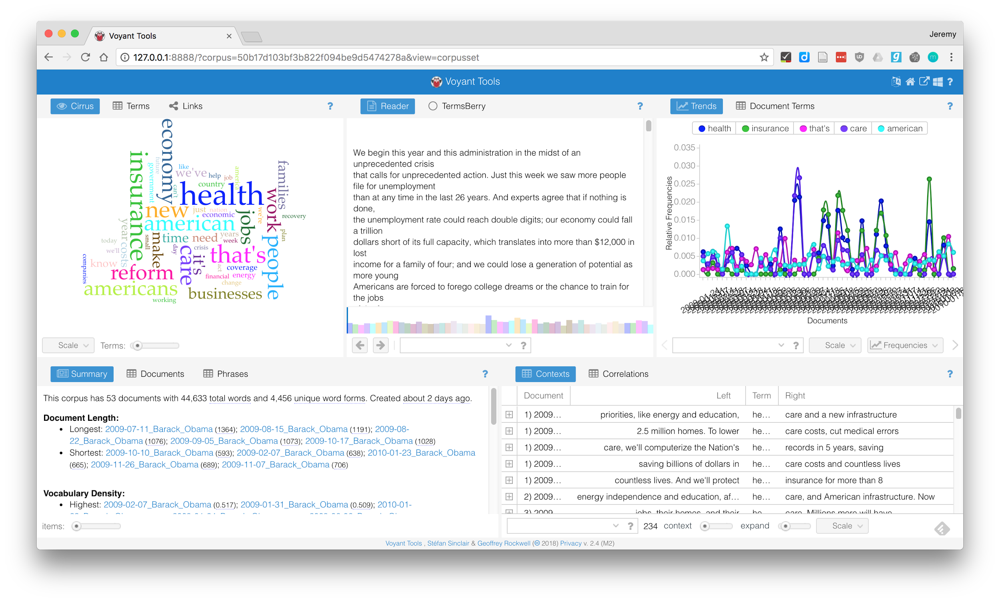 Voyant Tools
Jeremy
127.0.0.1:8888/?corpus=50b17d103bf3b822f094be9d5474278a&view=corpusset
Voyant Tools
Cirrus Terms Links ?
economy
insurance
future
government
like
we've
help
job
america
families
country
can't
health
work
new
just
nation
economic
jobs
we're
recovery
american
year
time
need
years
week
plan
small
make
today
we'll
costs
day
crisis
care
it's
that's
people
companies
know
reform
act
coverage
financial
energy
change
americans
businesses
working
Scale Terms:
Reader TermsBerry ?
We begin this year and this administration in the midst of an
unprecedented crisis
that calls for unprecedented action. Just this week we saw more people
file for unemployment
than at any time in the last 26 years. And experts agree that if nothing is
done,
the unemployment rate could reach double digits; our economy could fall
a trillion
dollars short of its full capacity, which translates into more than $12,000 in
lost
income for a family of four; and we could lose a generation of potential as
more young
Americans are forced to forego college dreams or the chance to train for
the jobs
?
Trends Document Terms ?
health insurance that's care american
0.035
0.030
0.025
0.020
0.015
0.010
0.005
0.000
Relative Frequencies
Documents
? Scale Frequencies
Summary Documents Phrases ?
This corpus has 53 documents with 44,633 total words and 4,456 unique word forms. Created about 2 days ago.
Document Length:
• Longest: 2009-07-11_Barack_Obama (1364); 2009-08-15_Barack_Obama (1191); 2009-08-
22_Barack_Obama (1076); 2009-09-05_Barack_Obama (1073); 2009-10-17_Barack_Obama (1028)
• Shortest: 2009-10-10_Barack_Obama (593); 2009-02-07_Barack_Obama (638); 2010-01-23_Barack_Obama
(665); 2009-11-26_Barack_Obama (689); 2009-11-07_Barack_Obama (706)
Vocabulary Density:
• Highest: 2009-02-07_Barack_Obama (0.517); 2009-01-31_Barack_Obama (0.509); 2010-01-
items:
Contexts Correlations ?
Document Left Term Right
1) 2009... priorities, like energy and education, he... care and a new infrastructure
1) 2009... 2.5 million homes. To lower he... care costs, cut medical errors
1) 2009... care, we'll computerize the Nation's he... records in 5 years, saving
1) 2009... saving billions of dollars in he... care costs and countless lives
1) 2009... countless lives. And we'll protect he... insurance for more than 8
2) 2009... energy independence and education, af... he... care, and American infrastructure. Now
3) 2009 jobs, their homes, and their he care. Millions more will have
? 234 context expand Scale
Voyant Tools , Stéfan Sinclair & Geoffrey Rockwell (cc 2018) Privacy v. 2.4 (M2)